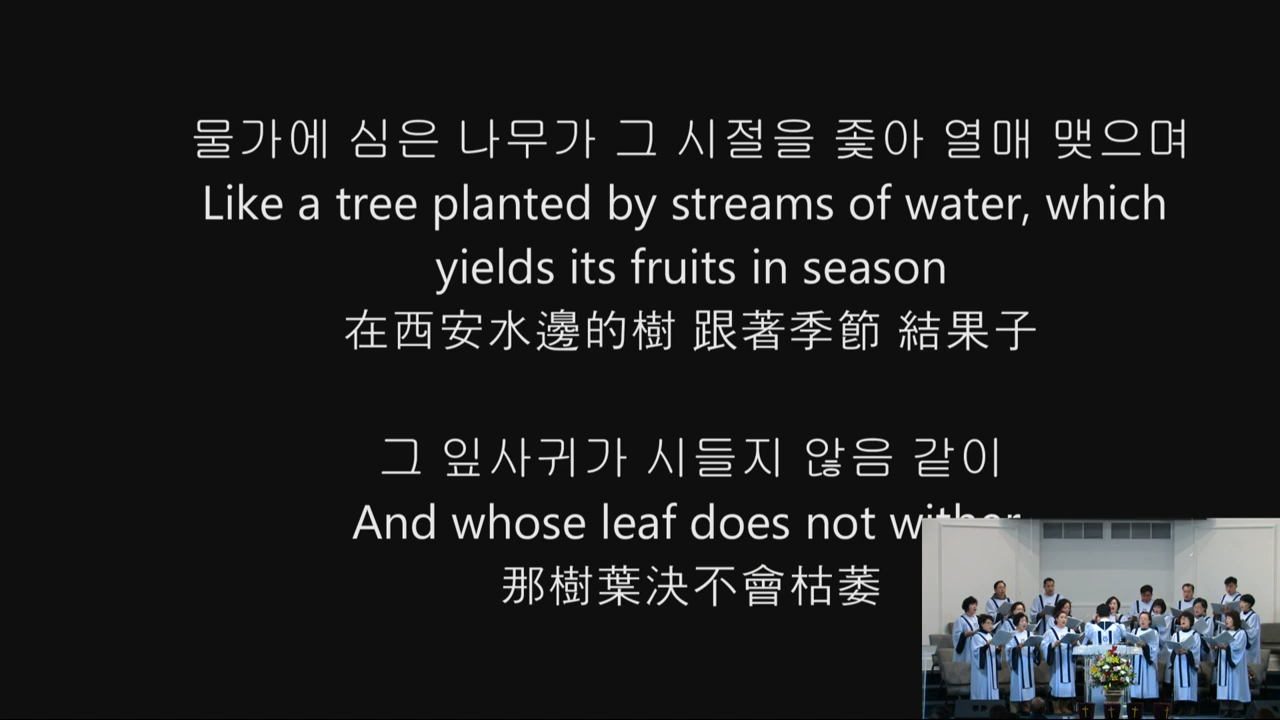 물가에 심은 나무가 그 시절을 좇아 열매 맺으며
Like a tree planted by streams of water, which
yields its fruits in season
在西安水邊的樹 跟著季節 結果子
그 잎사귀가 시들지 않음 같이
And whose leaf does not wither
那樹葉決不會枯萎